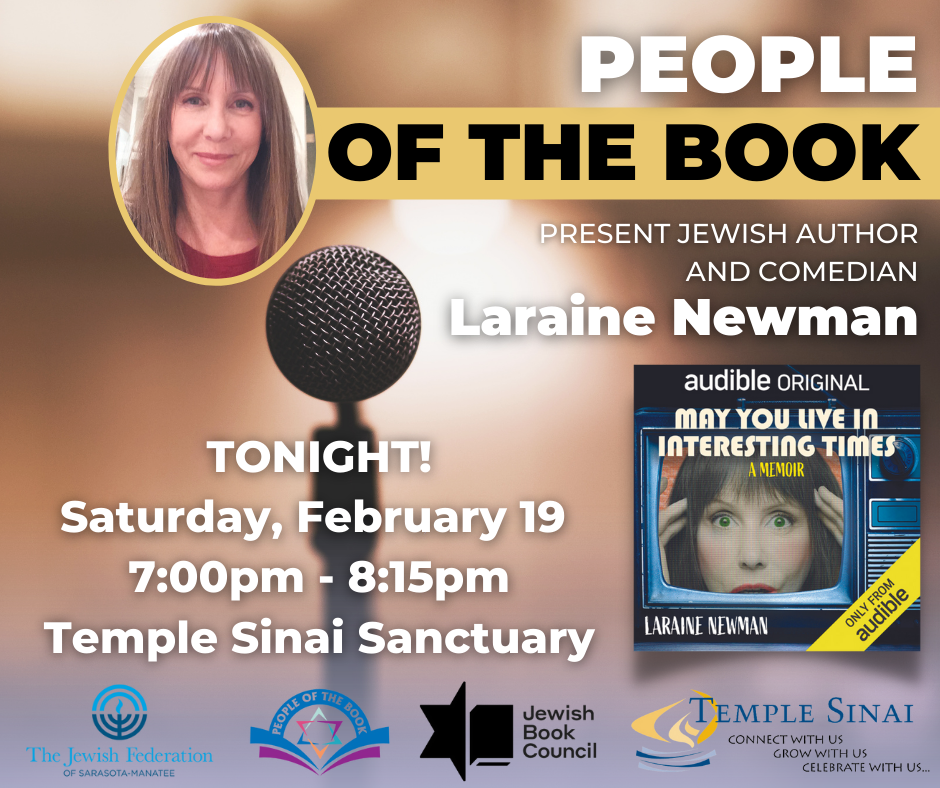 PEOPLE
OF THE BOOK
PRESENT JEWISH AUTHOR
AND COMEDIAN
Laraine Newman
audible ORIGINAL
MAY YOU LIVE IN
INTERESTING TIMES
A MEMOIR
LARAINE NEWMAN
ONLY FROM
audible
TONIGHT!
Saturday, February 19
7:00pm - 8:15pm
Temple Sinai Sanctuary
The Jewish Federation
OF SARASOTA-MANATEE
PEOPLE OF THE BOOK
Jewish
Book
Council
TEMPLE SINAI
CONNECT WITH US
GROW WITH US
CELEBRATE WITH US...